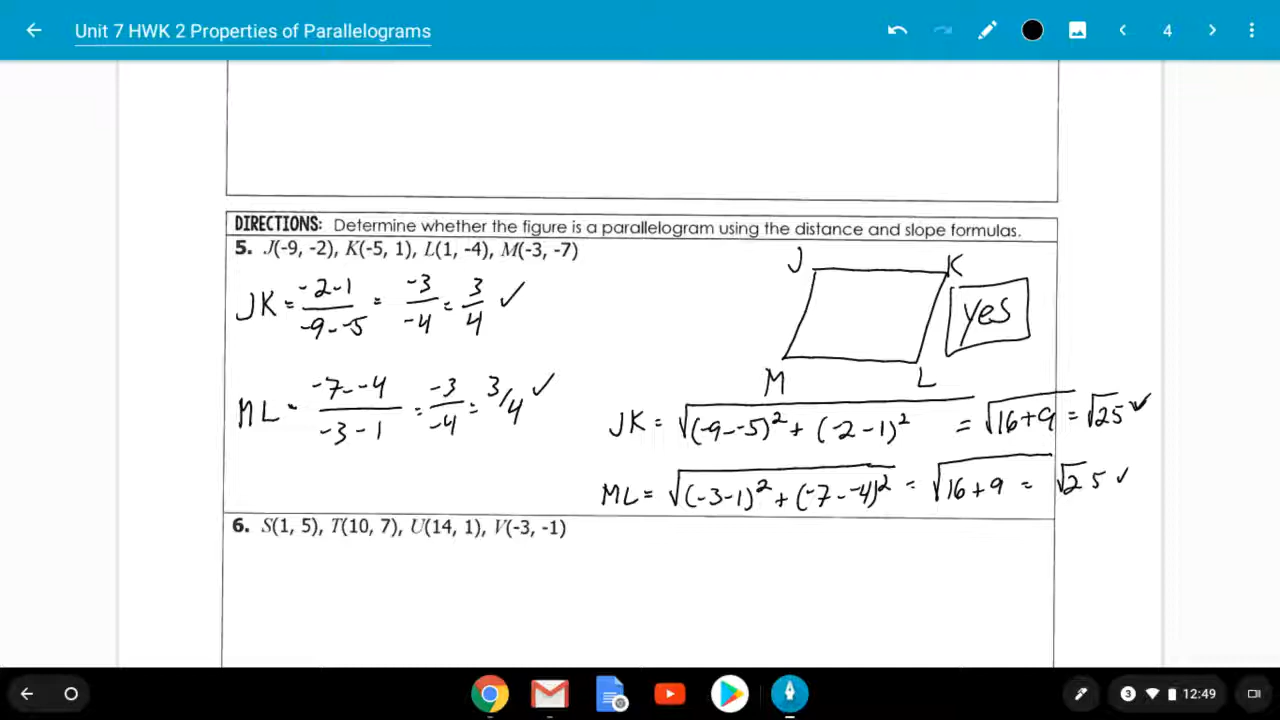 Unit 7 HWK 2 Properties of Parallelograms
4
DIRECTIONS: Determine whether the figure is a parallelogram using the distance and slope formulas.
5. J(-9, -2), K(-5, 1), L(1, -4), M(-3, -7)
J K
JK = -2-1/-9--5 = -3/-4 = 3/4 ✓
yes
M L
ML = -7--4/-3-1 = -3/-4 = 3/4 ✓
JK = √(-9--5)² + (-2-1)² = √16+9 = √25 ✓
ML = √(-3-1)² + (-7--4)² = √16+9 = √25 ✓
6. S(1, 5), T(10, 7), U(14, 1), V(-3, -1)
3 12:49